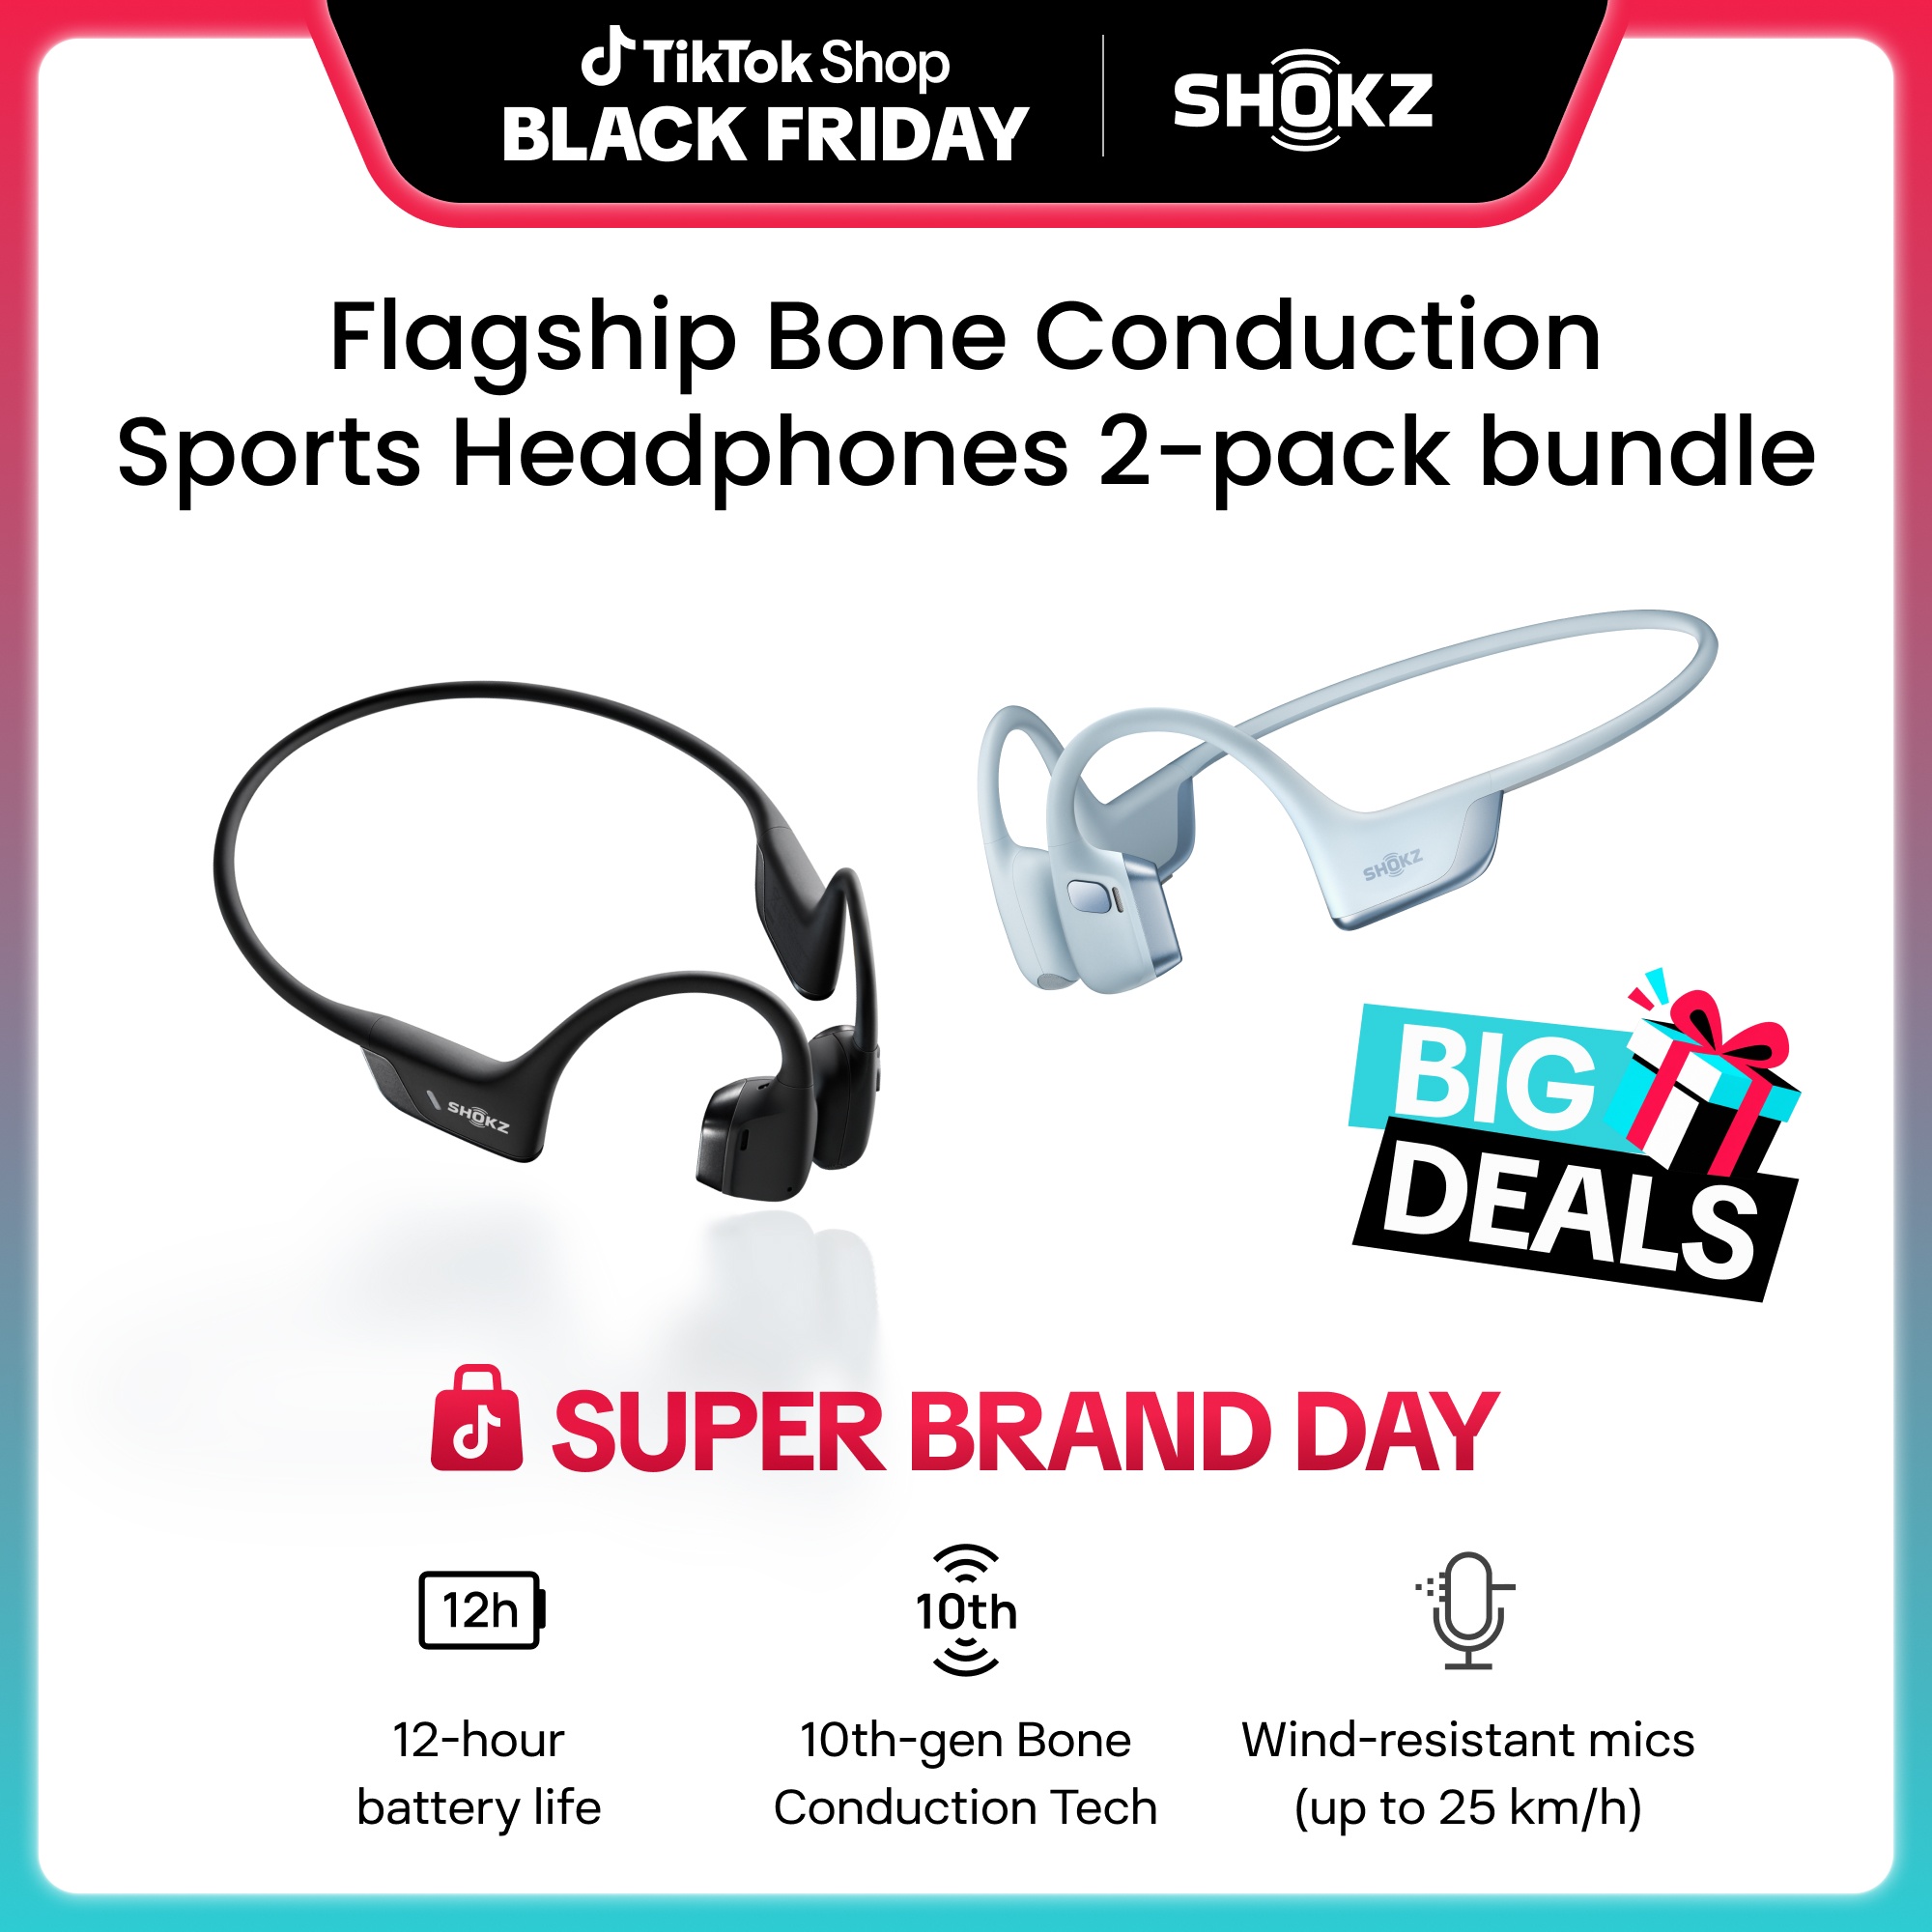 TikTok Shop
BLACK FRIDAY
SHOKZ
Flagship Bone Conduction
Sports Headphones 2-pack bundle
SHOKZ
SHOKZ
BIG
DEALS
SUPER BRAND DAY
12h
10th
12-hour
battery life
10th-gen Bone
Conduction Tech
Wind-resistant mics
(up to 25 km/h)